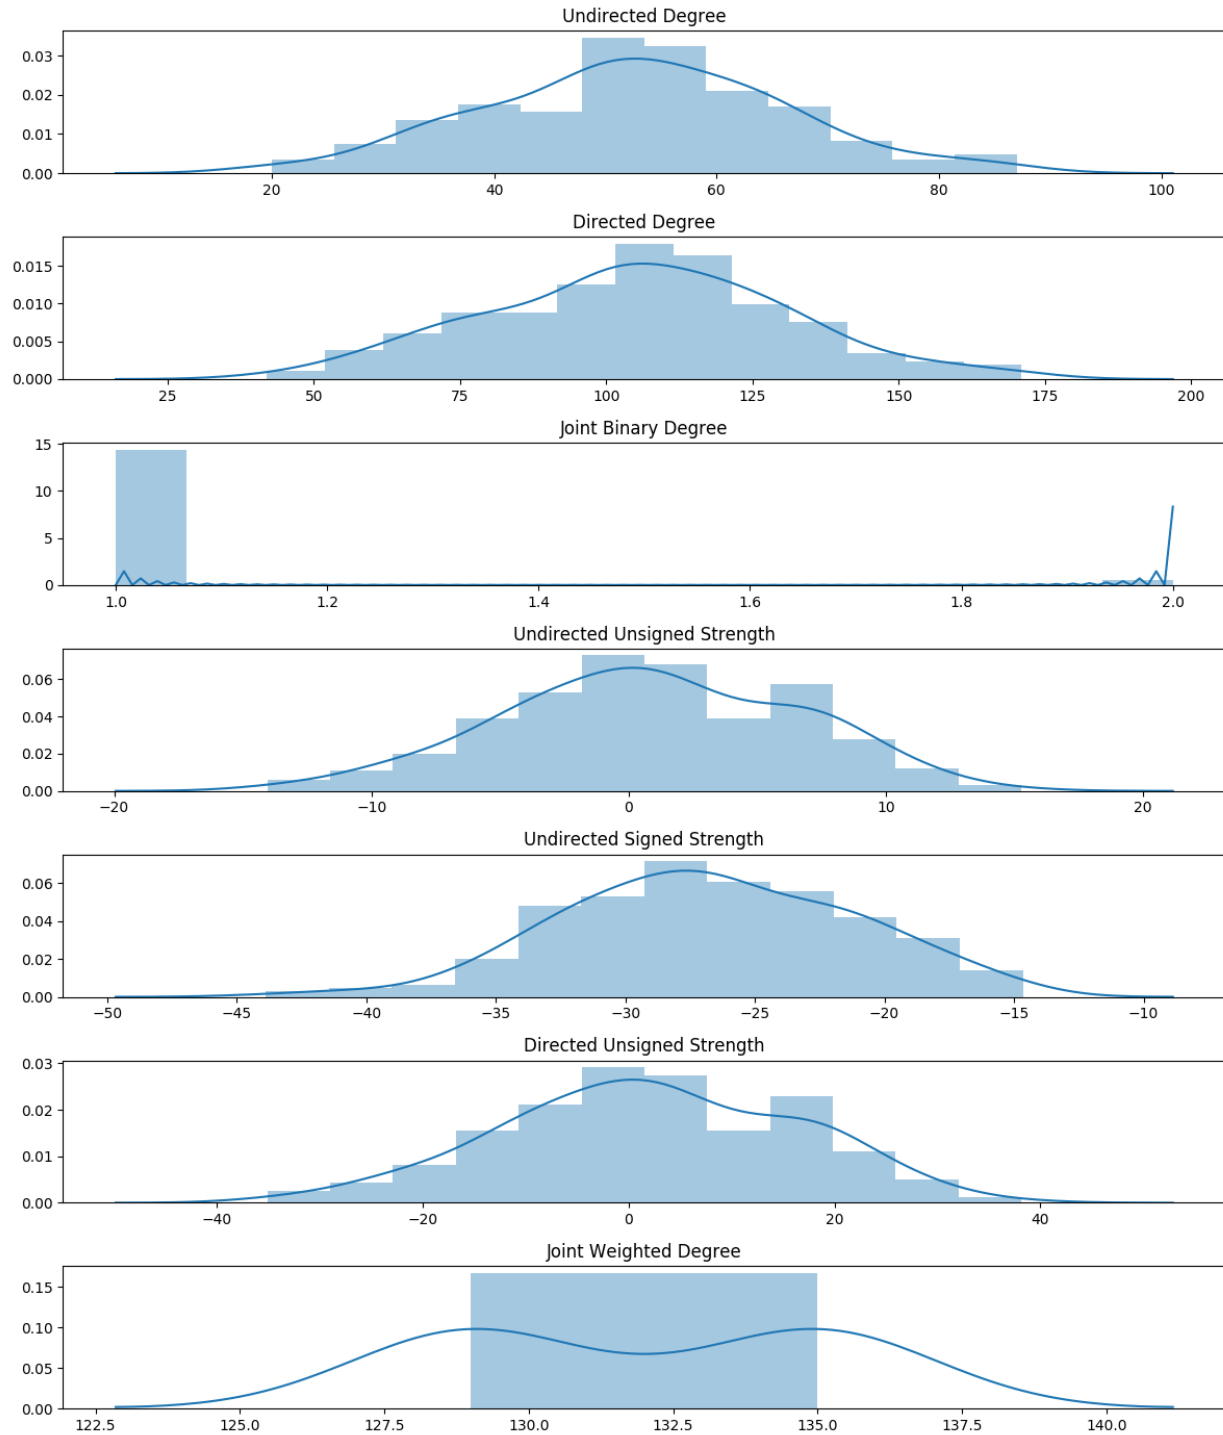 Undirected Degree
0.03
0.02
0.01
0.00
20 40 60 80 100
Directed Degree
0.015
0.010
0.005
0.000
25 50 75 100 125 150 175 200
Joint Binary Degree
15
10
5
0
1.0 1.2 1.4 1.6 1.8 2.0
Undirected Unsigned Strength
0.06
0.04
0.02
0.00
−20 −10 0 10 20
Undirected Signed Strength
0.06
0.04
0.02
0.00
−50 −45 −40 −35 −30 −25 −20 −15 −10
Directed Unsigned Strength
0.03
0.02
0.01
0.00
−40 −20 0 20 40
Joint Weighted Degree
0.15
0.10
0.05
0.00
122.5 125.0 127.5 130.0 132.5 135.0 137.5 140.0